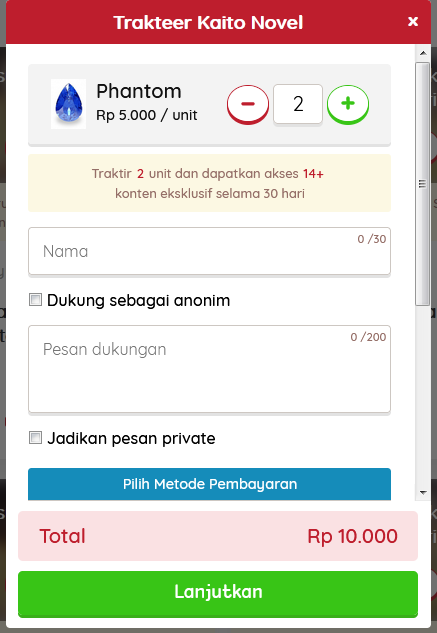 Trakteer Kaito Novel
×
Phantom
Rp 5.000 / unit
2
Traktir 2 unit dan dapatkan akses 14+
konten eksklusif selama 30 hari
0 /30
Nama
Dukung sebagai anonim
0 /200
Pesan dukungan
Jadikan pesan private
Pilih Metode Pembayaran
Total Rp 10.000
Lanjutkan